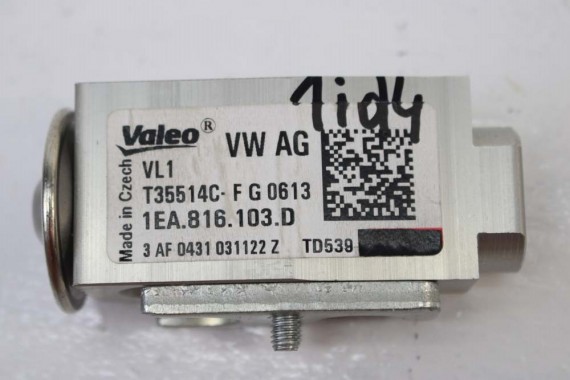 1id4
Valeo® VW AG
Made in Czech
VL1
T35514C- F G 0613
1EA.816.103.D
3 AF 0431 031122 Z TD539